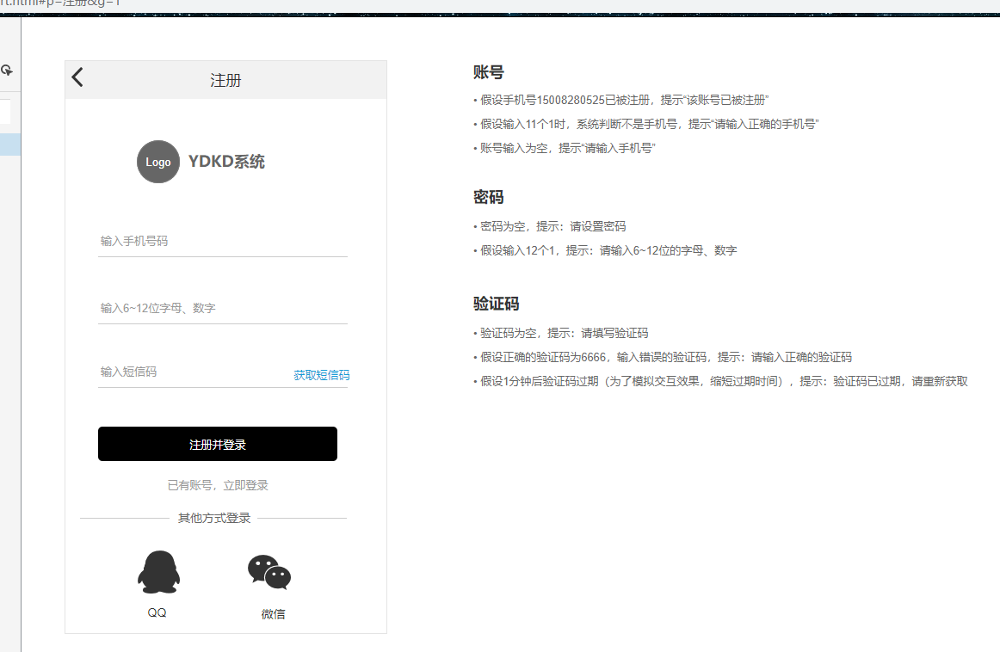 rt.html#p=注册&g=1
注册
Logo
YDKD系统
输入手机号码
输入6~12位字母、数字
输入短信码
获取短信码
注册并登录
已有账号，立即登录
其他方式登录
QQ
微信
账号
• 假设手机号15008280525已被注册，提示“该账号已被注册”
• 假设输入11个1时，系统判断不是手机号，提示“请输入正确的手机号”
• 账号输入为空，提示“请输入手机号”
密码
• 密码为空，提示：请设置密码
• 假设输入12个1，提示：请输入6~12位的字母、数字
验证码
• 验证码为空，提示：请填写验证码
• 假设正确的验证码为6666，输入错误的验证码，提示：请输入正确的验证码
• 假设1分钟后验证码过期（为了模拟交互效果，缩短过期时间），提示：验证码已过期，请重新获取